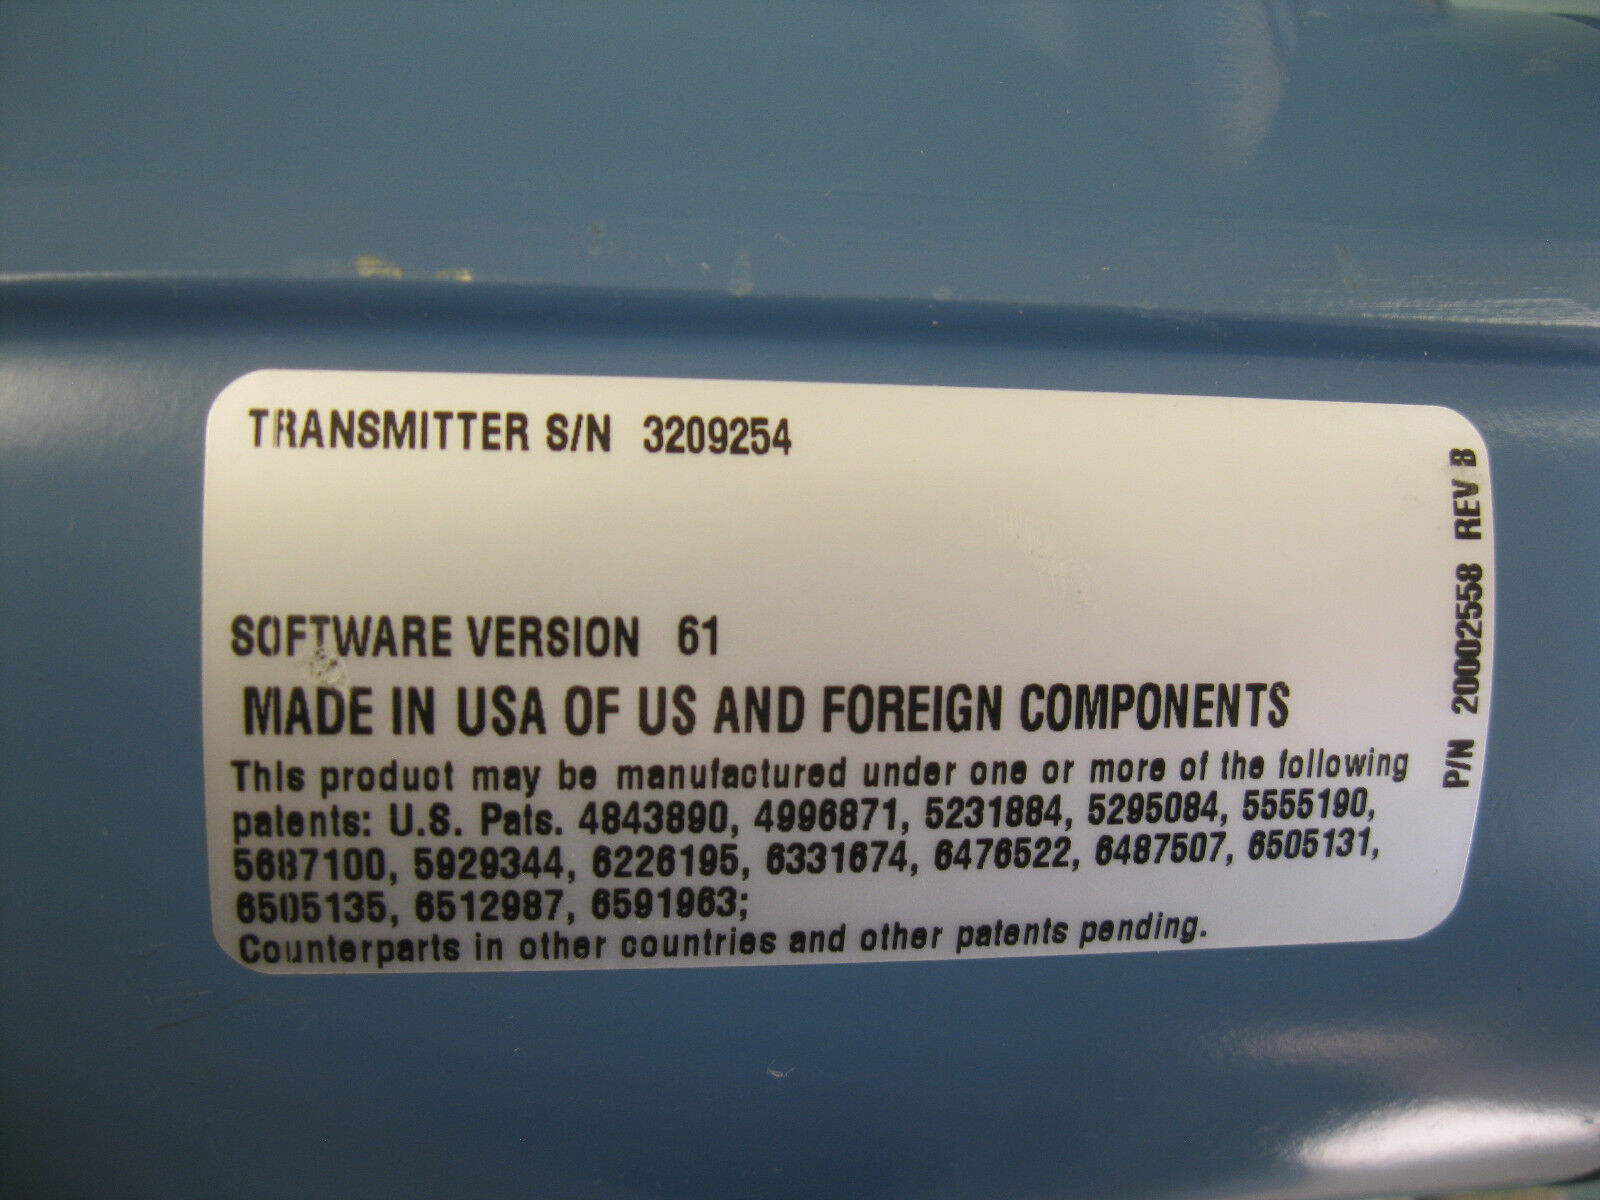 TRANSMITTER S/N 3209254
SOFTWARE VERSION 61
MADE IN USA OF US AND FOREIGN COMPONENTS
This product may be manufactured under one or more of the following
patents: U.S. Pats. 4843890, 4996871, 5231884, 5295084, 5555190,
5687100, 5929344, 6226195, 6331674, 6476522, 6487507, 6505131,
6505135, 6512987, 6591963;
Counterparts in other countries and other patents pending.
P/N 20002558 REV B